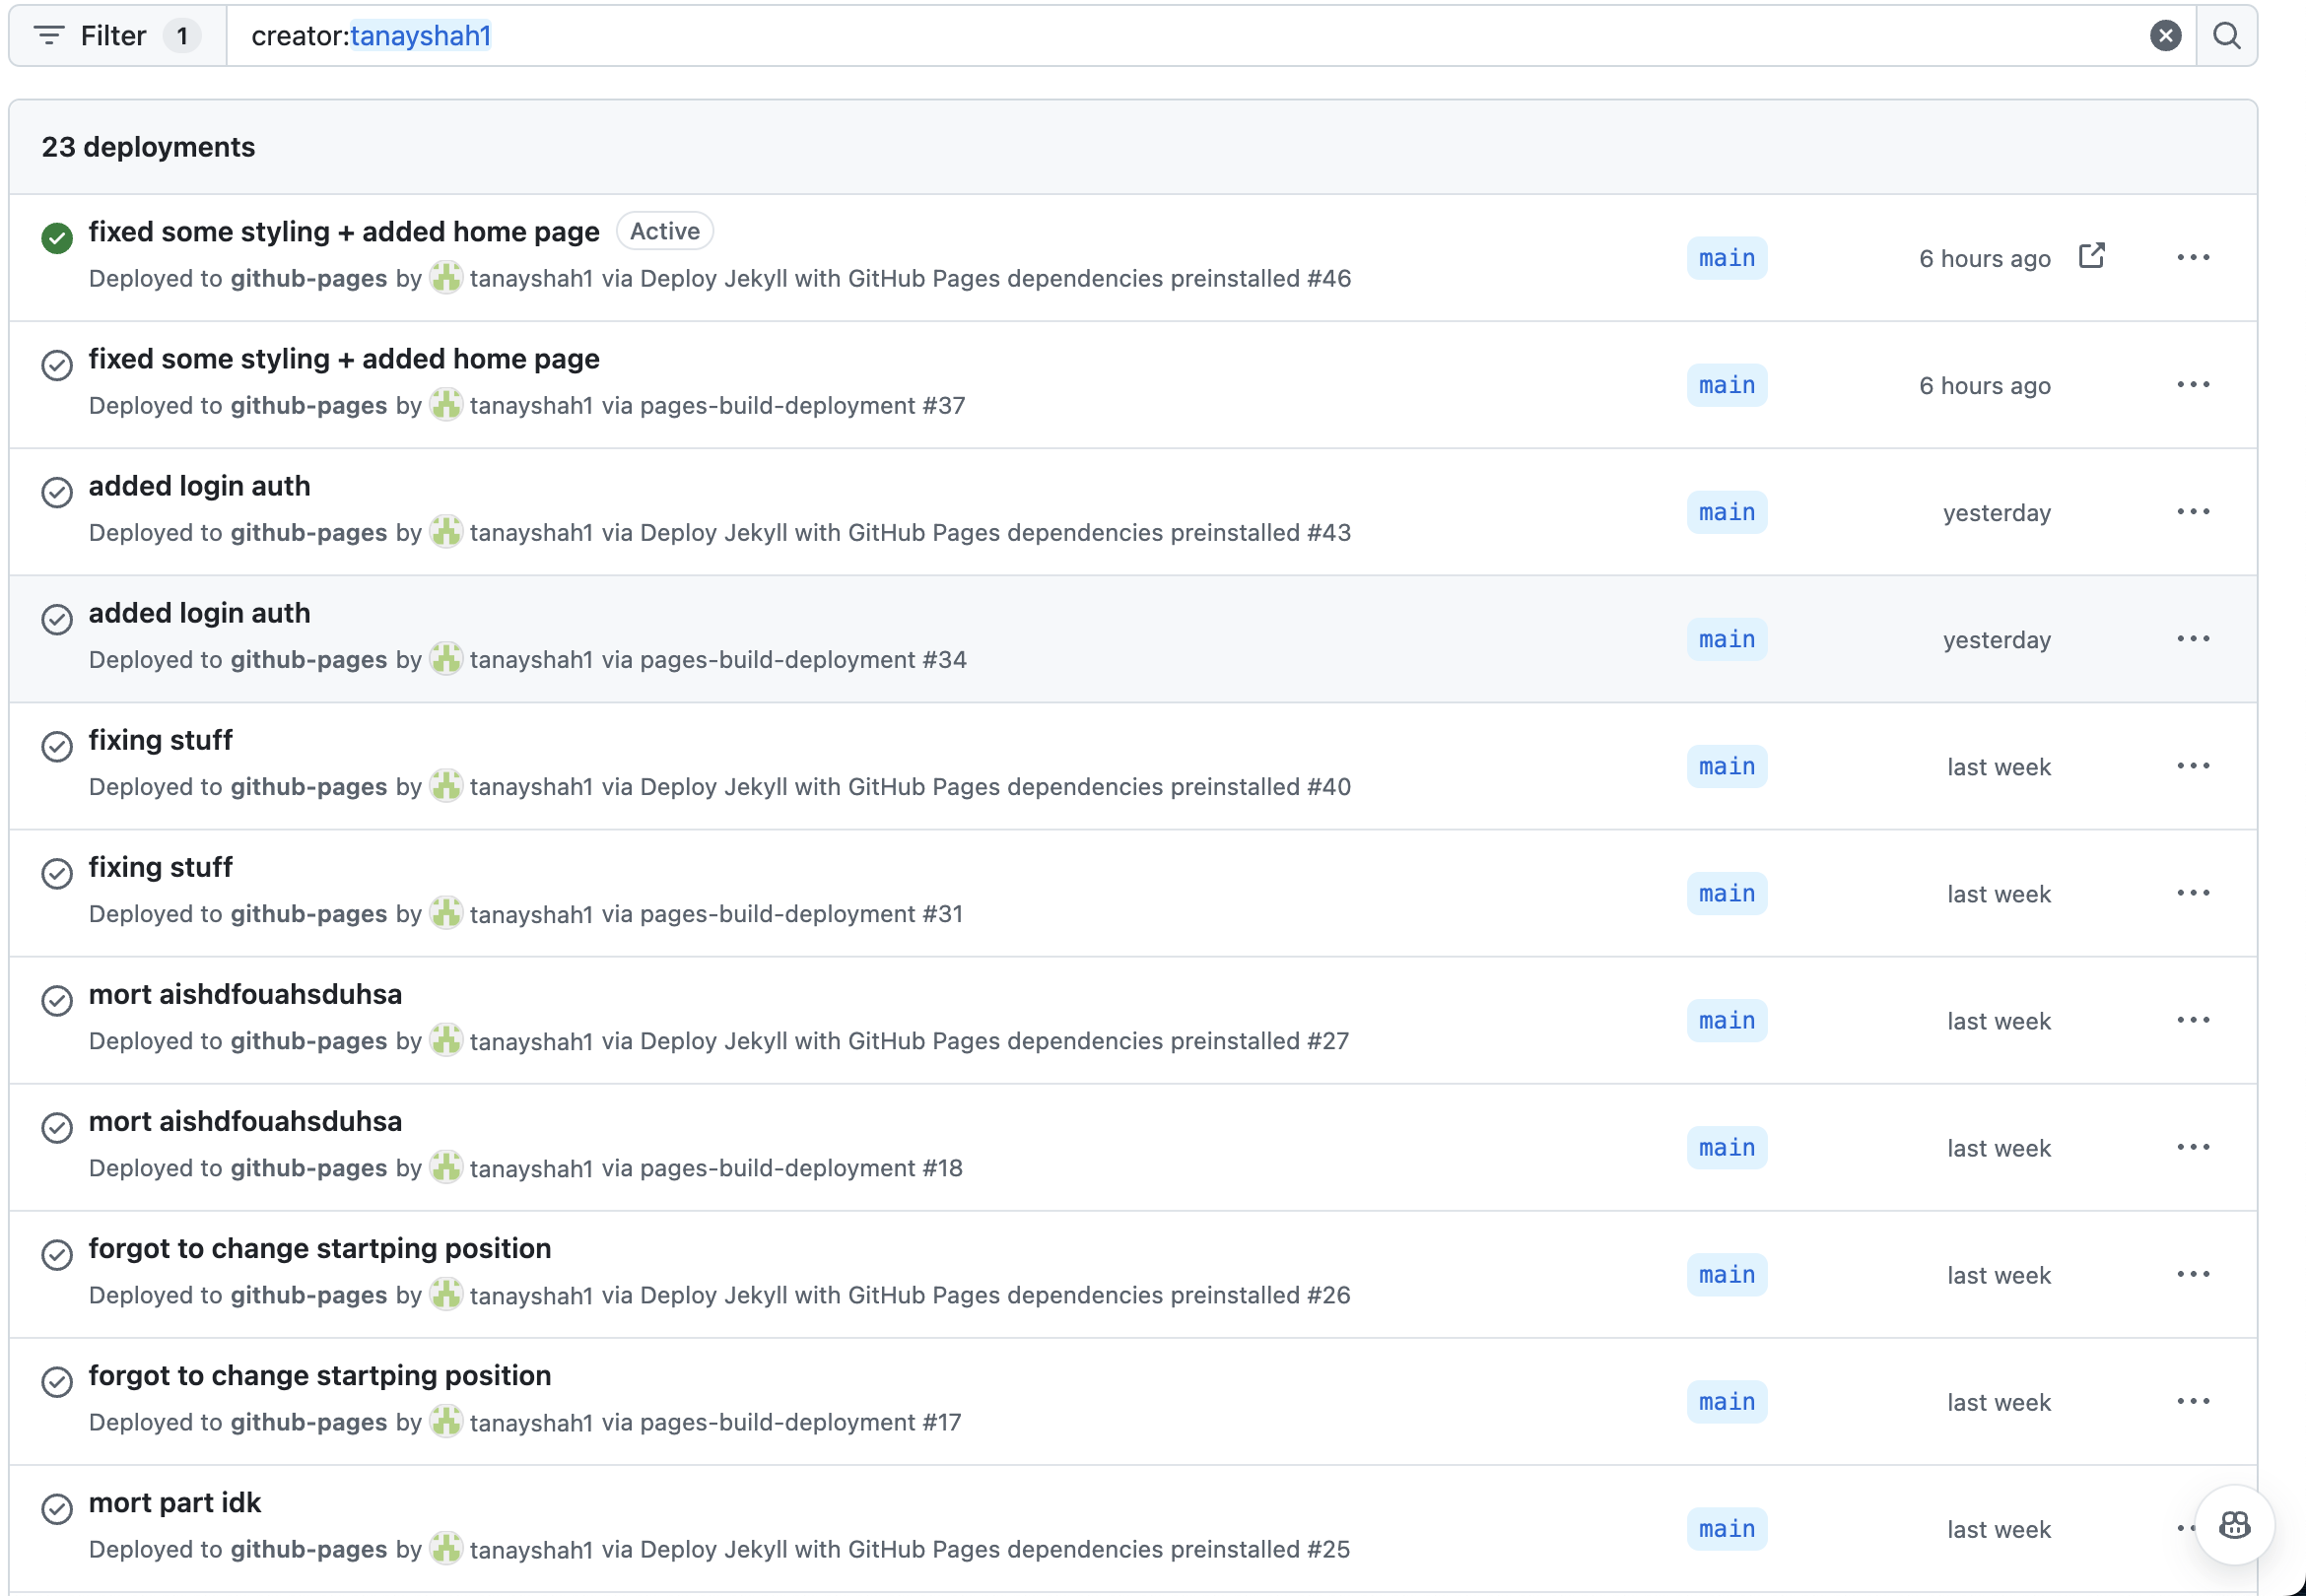 Filter 1 creator:tanayshah1
23 deployments
fixed some styling + added home page Active
Deployed to github-pages by tanayshah1 via Deploy Jekyll with GitHub Pages dependencies preinstalled #46 main 6 hours ago
fixed some styling + added home page
Deployed to github-pages by tanayshah1 via pages-build-deployment #37 main 6 hours ago
added login auth
Deployed to github-pages by tanayshah1 via Deploy Jekyll with GitHub Pages dependencies preinstalled #43 main yesterday
added login auth
Deployed to github-pages by tanayshah1 via pages-build-deployment #34 main yesterday
fixing stuff
Deployed to github-pages by tanayshah1 via Deploy Jekyll with GitHub Pages dependencies preinstalled #40 main last week
fixing stuff
Deployed to github-pages by tanayshah1 via pages-build-deployment #31 main last week
mort aishdfouahsduhsa
Deployed to github-pages by tanayshah1 via Deploy Jekyll with GitHub Pages dependencies preinstalled #27 main last week
mort aishdfouahsduhsa
Deployed to github-pages by tanayshah1 via pages-build-deployment #18 main last week
forgot to change startping position
Deployed to github-pages by tanayshah1 via Deploy Jekyll with GitHub Pages dependencies preinstalled #26 main last week
forgot to change startping position
Deployed to github-pages by tanayshah1 via pages-build-deployment #17 main last week
mort part idk
Deployed to github-pages by tanayshah1 via Deploy Jekyll with GitHub Pages dependencies preinstalled #25 main last week